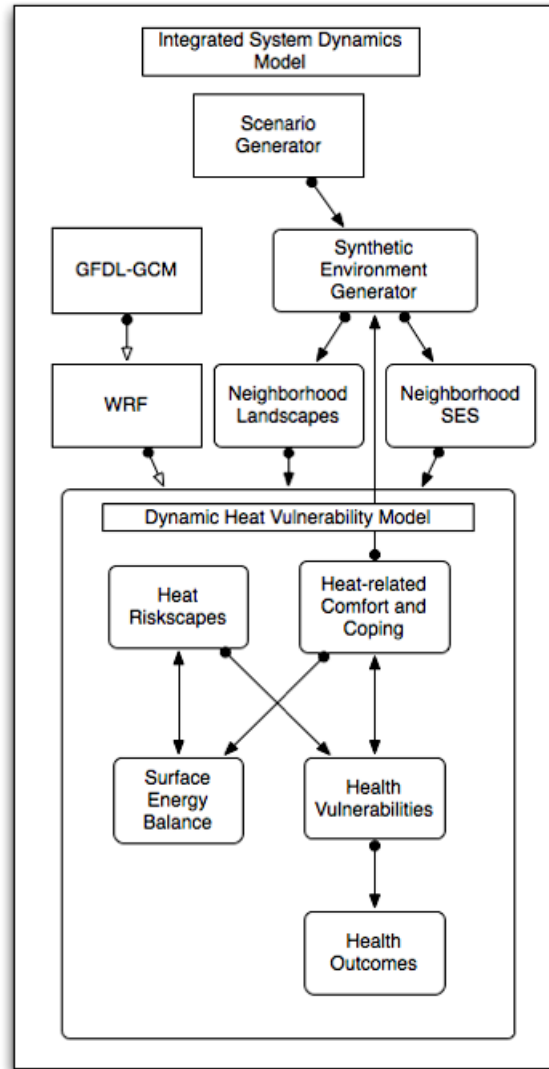 Integrated System Dynamics
Model
Scenario
Generator
GFDL-GCM
Synthetic
Environment
Generator
WRF
Neighborhood
Landscapes
Neighborhood
SES
Dynamic Heat Vulnerability Model
Heat
Riskscapes
Heat-related
Comfort and
Coping
Surface
Energy
Balance
Health
Vulnerabilities
Health
Outcomes